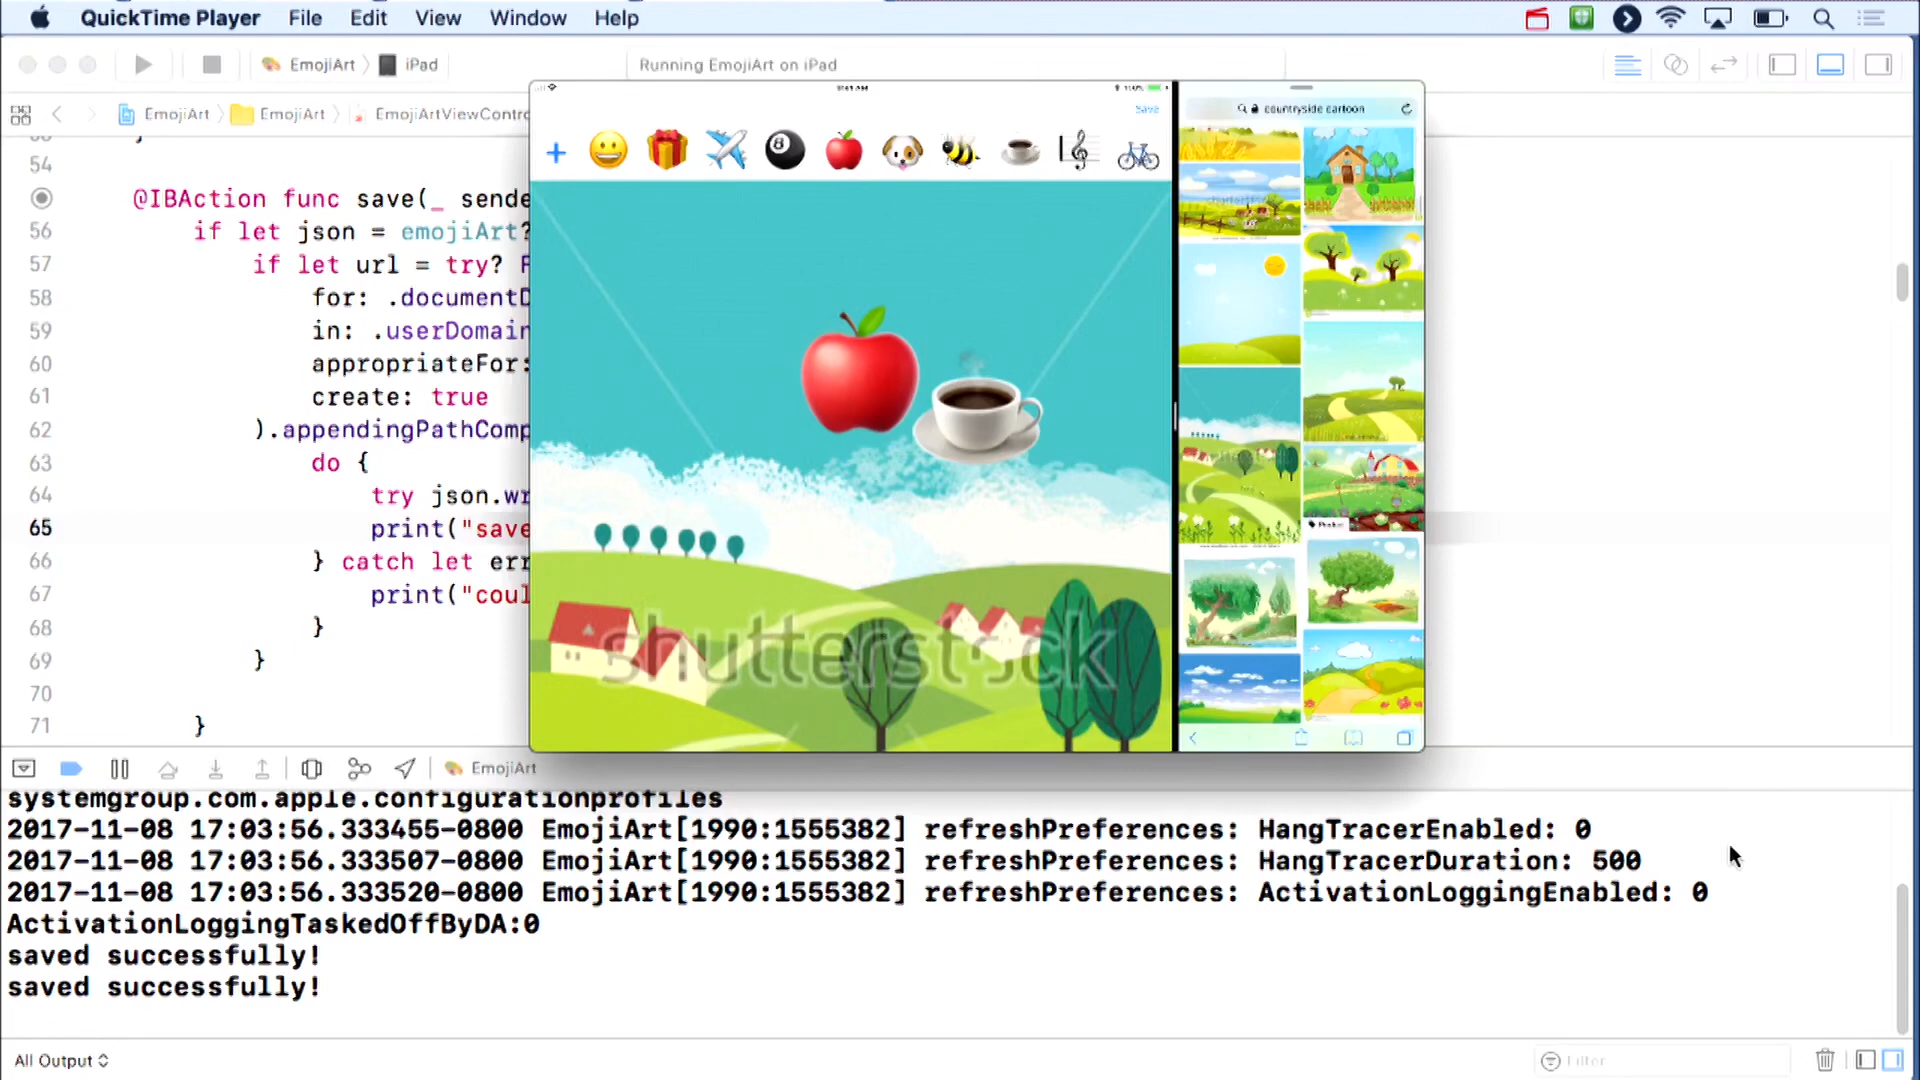 QuickTime Player File Edit View Window Help
EmojiArt iPad
Running EmojiArt on iPad
EmojiArt EmojiArt EmojiArtViewContro
54
@IBAction func save(_ sende
56 if let json = emojiArt?
57 if let url = try? F
58 for: .documentD
59 in: .userDomain
60 appropriateFor:
61 create: true
62 ).appendingPathComp
63 do {
64 try json.wr
65 print("save
66 } catch let err
67 print("coul
68 }
69 }
70
71 }
100%
Save
countryside cartoon
shutterstock
EmojiArt
systemgroup.com.apple.configurationprofiles
2017-11-08 17:03:56.333455-0800 EmojiArt[1990:1555382] refreshPreferences: HangTracerEnabled: 0
2017-11-08 17:03:56.333507-0800 EmojiArt[1990:1555382] refreshPreferences: HangTracerDuration: 500
2017-11-08 17:03:56.333520-0800 EmojiArt[1990:1555382] refreshPreferences: ActivationLoggingEnabled: 0
ActivationLoggingTaskedOffByDA:0
saved successfully!
saved successfully!
All Output
Filter